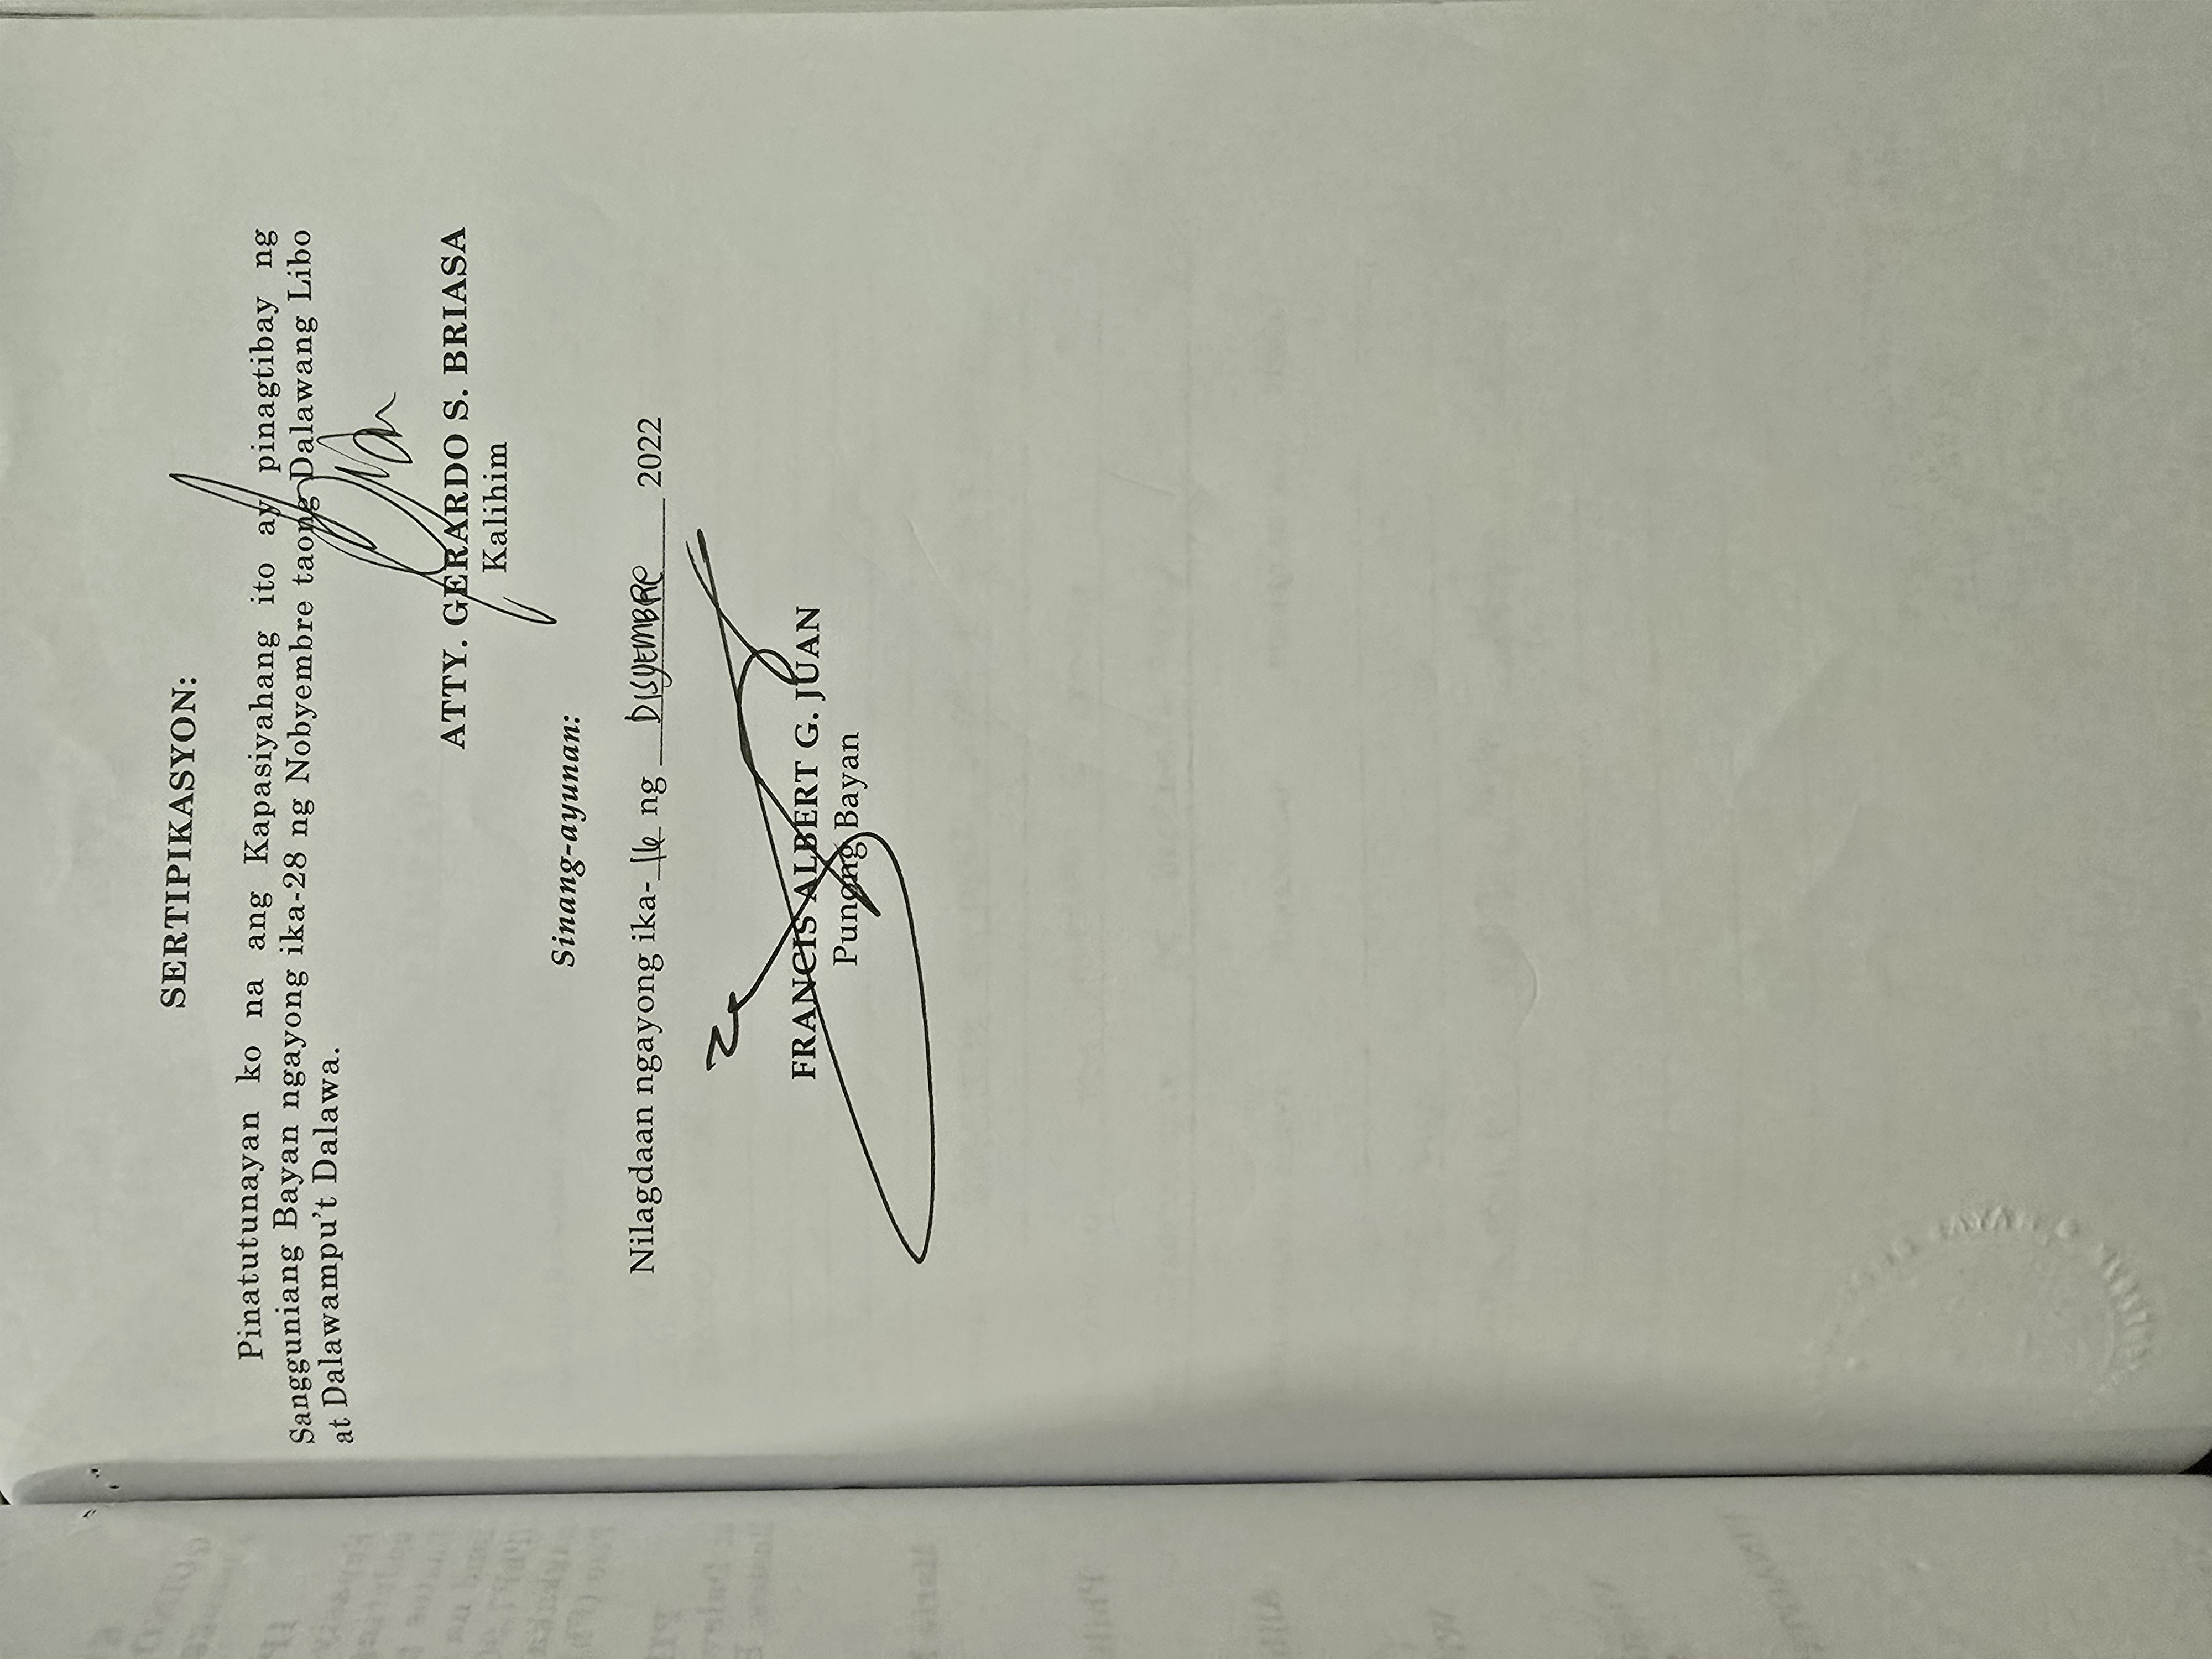 SERTIPIKASYON:
Pinatutunayan ko na ang Kapasiyahang ito ay pinagtibay ng
Sangguniang Bayan ngayong ika-28 ng Nobyembre taong Dalawang Libo
at Dalawampu't Dalawa.
ATTY. GERARDO S. BRIASA
Kalihim
Sinang-ayunan:
Nilagdaan ngayong ika-16 ng DISYEMBRE 2022
FRANCIS ALBERT G. JUAN
Punong Bayan